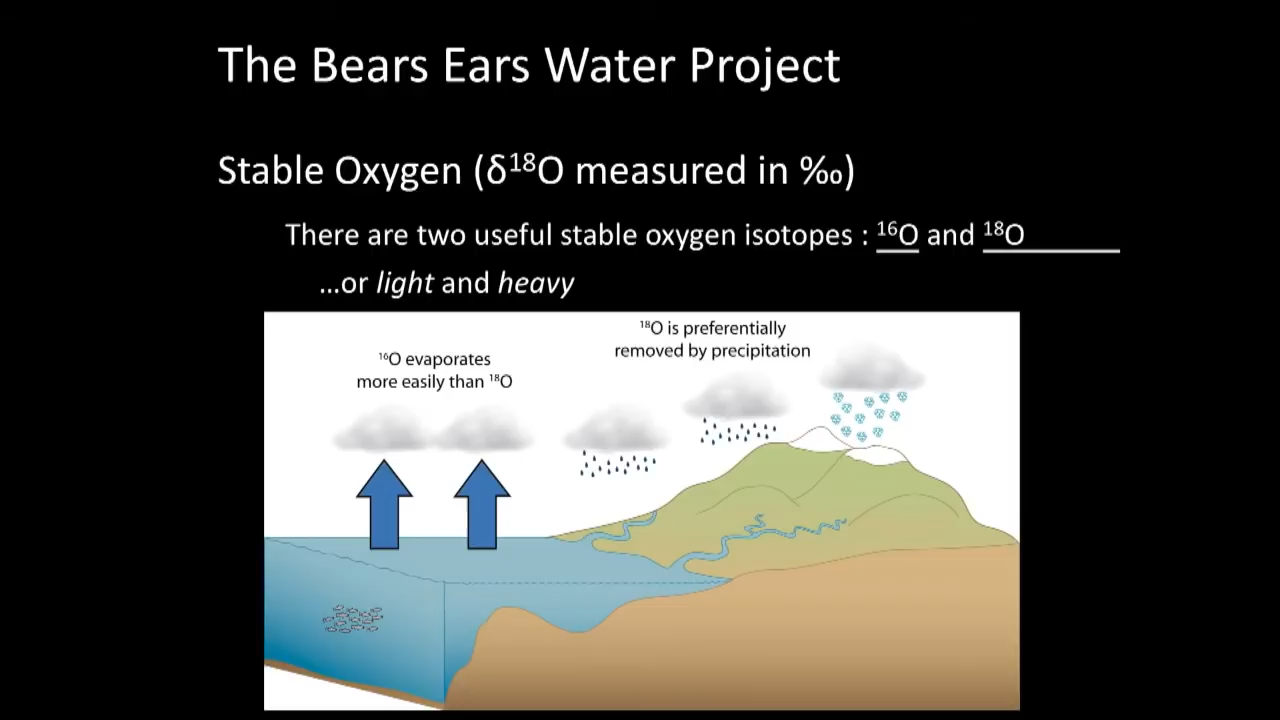 The Bears Ears Water Project
Stable Oxygen (δ¹⁸O measured in ‰)
There are two useful stable oxygen isotopes : ¹⁶O and ¹⁸O
…or light and heavy
¹⁶O evaporates
more easily than ¹⁸O
¹⁸O is preferentially
removed by precipitation